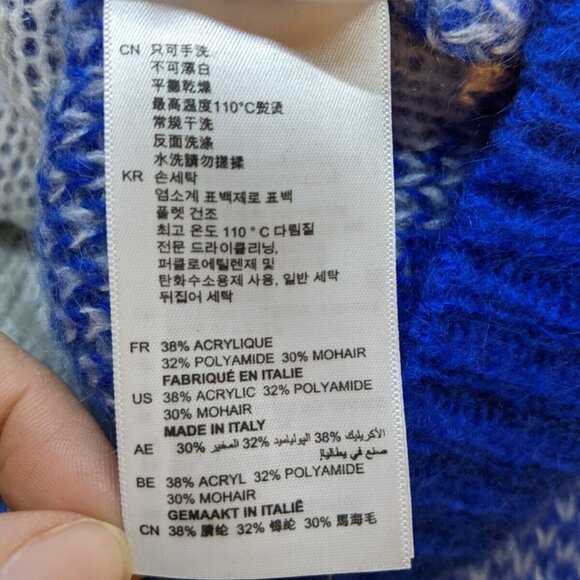 CN 只可手洗
不可漂白
平攤乾燥
最高溫度110°C熨烫
常規干洗
反面洗涤
水洗請勿搓揉
KR 손세탁
염소계 표백제로 표백
플렛 건조
최고 온도 110 ° C 다림질
전문 드라이클리닝,
퍼클로에틸렌제 및
탄화수소용제 사용, 일반 세탁
뒤집어 세탁
FR 38% ACRYLIQUE
32% POLYAMIDE 30% MOHAIR
FABRIQUÉ EN ITALIE
US 38% ACRYLIC 32% POLYAMIDE
30% MOHAIR
MADE IN ITALY
AE الأكريليك 38% البوليميد 32% المخير 30%
صنع في يطاليا
BE 38% ACRYL 32% POLYAMIDE
30% MOHAIR
GEMAAKT IN ITALIË
CN 38% 腈纶 32% 锦纶 30% 馬海毛